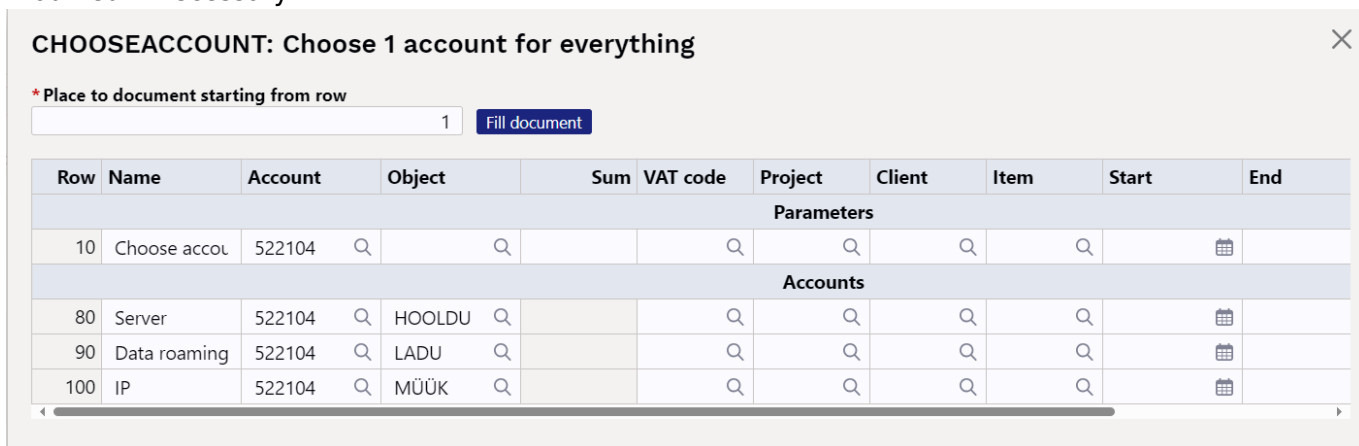 CHOOSEACCOUNT: Choose 1 account for everything
* Place to document starting from row
1 Fill document
Row Name Account Object Sum VAT code Project Client Item Start End
Parameters
10 Choose accou 522104
Accounts
80 Server 522104 HOOLDU
90 Data roaming 522104 LADU
100 IP 522104 MÜÜK